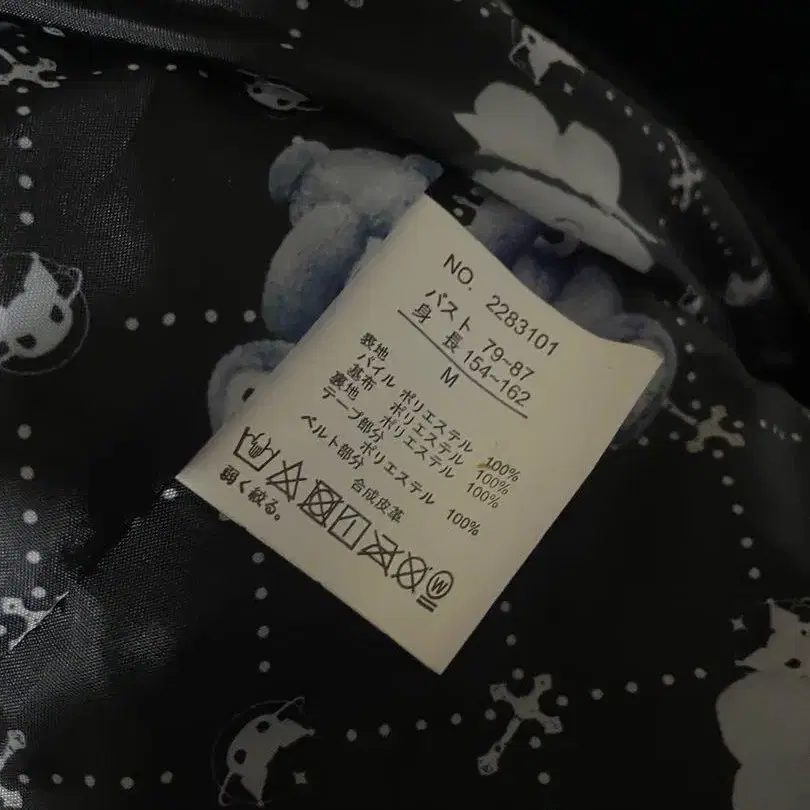 NO. 2283101
バスト 79~87
身 長 154~162
M
表地
パイル ポリエステル 100%
基布 ポリエステル 100%
裏地 ポリエステル 100%
テープ部分
ポリエステル 100%
ベルト部分
合成皮革
W
弱く絞る。